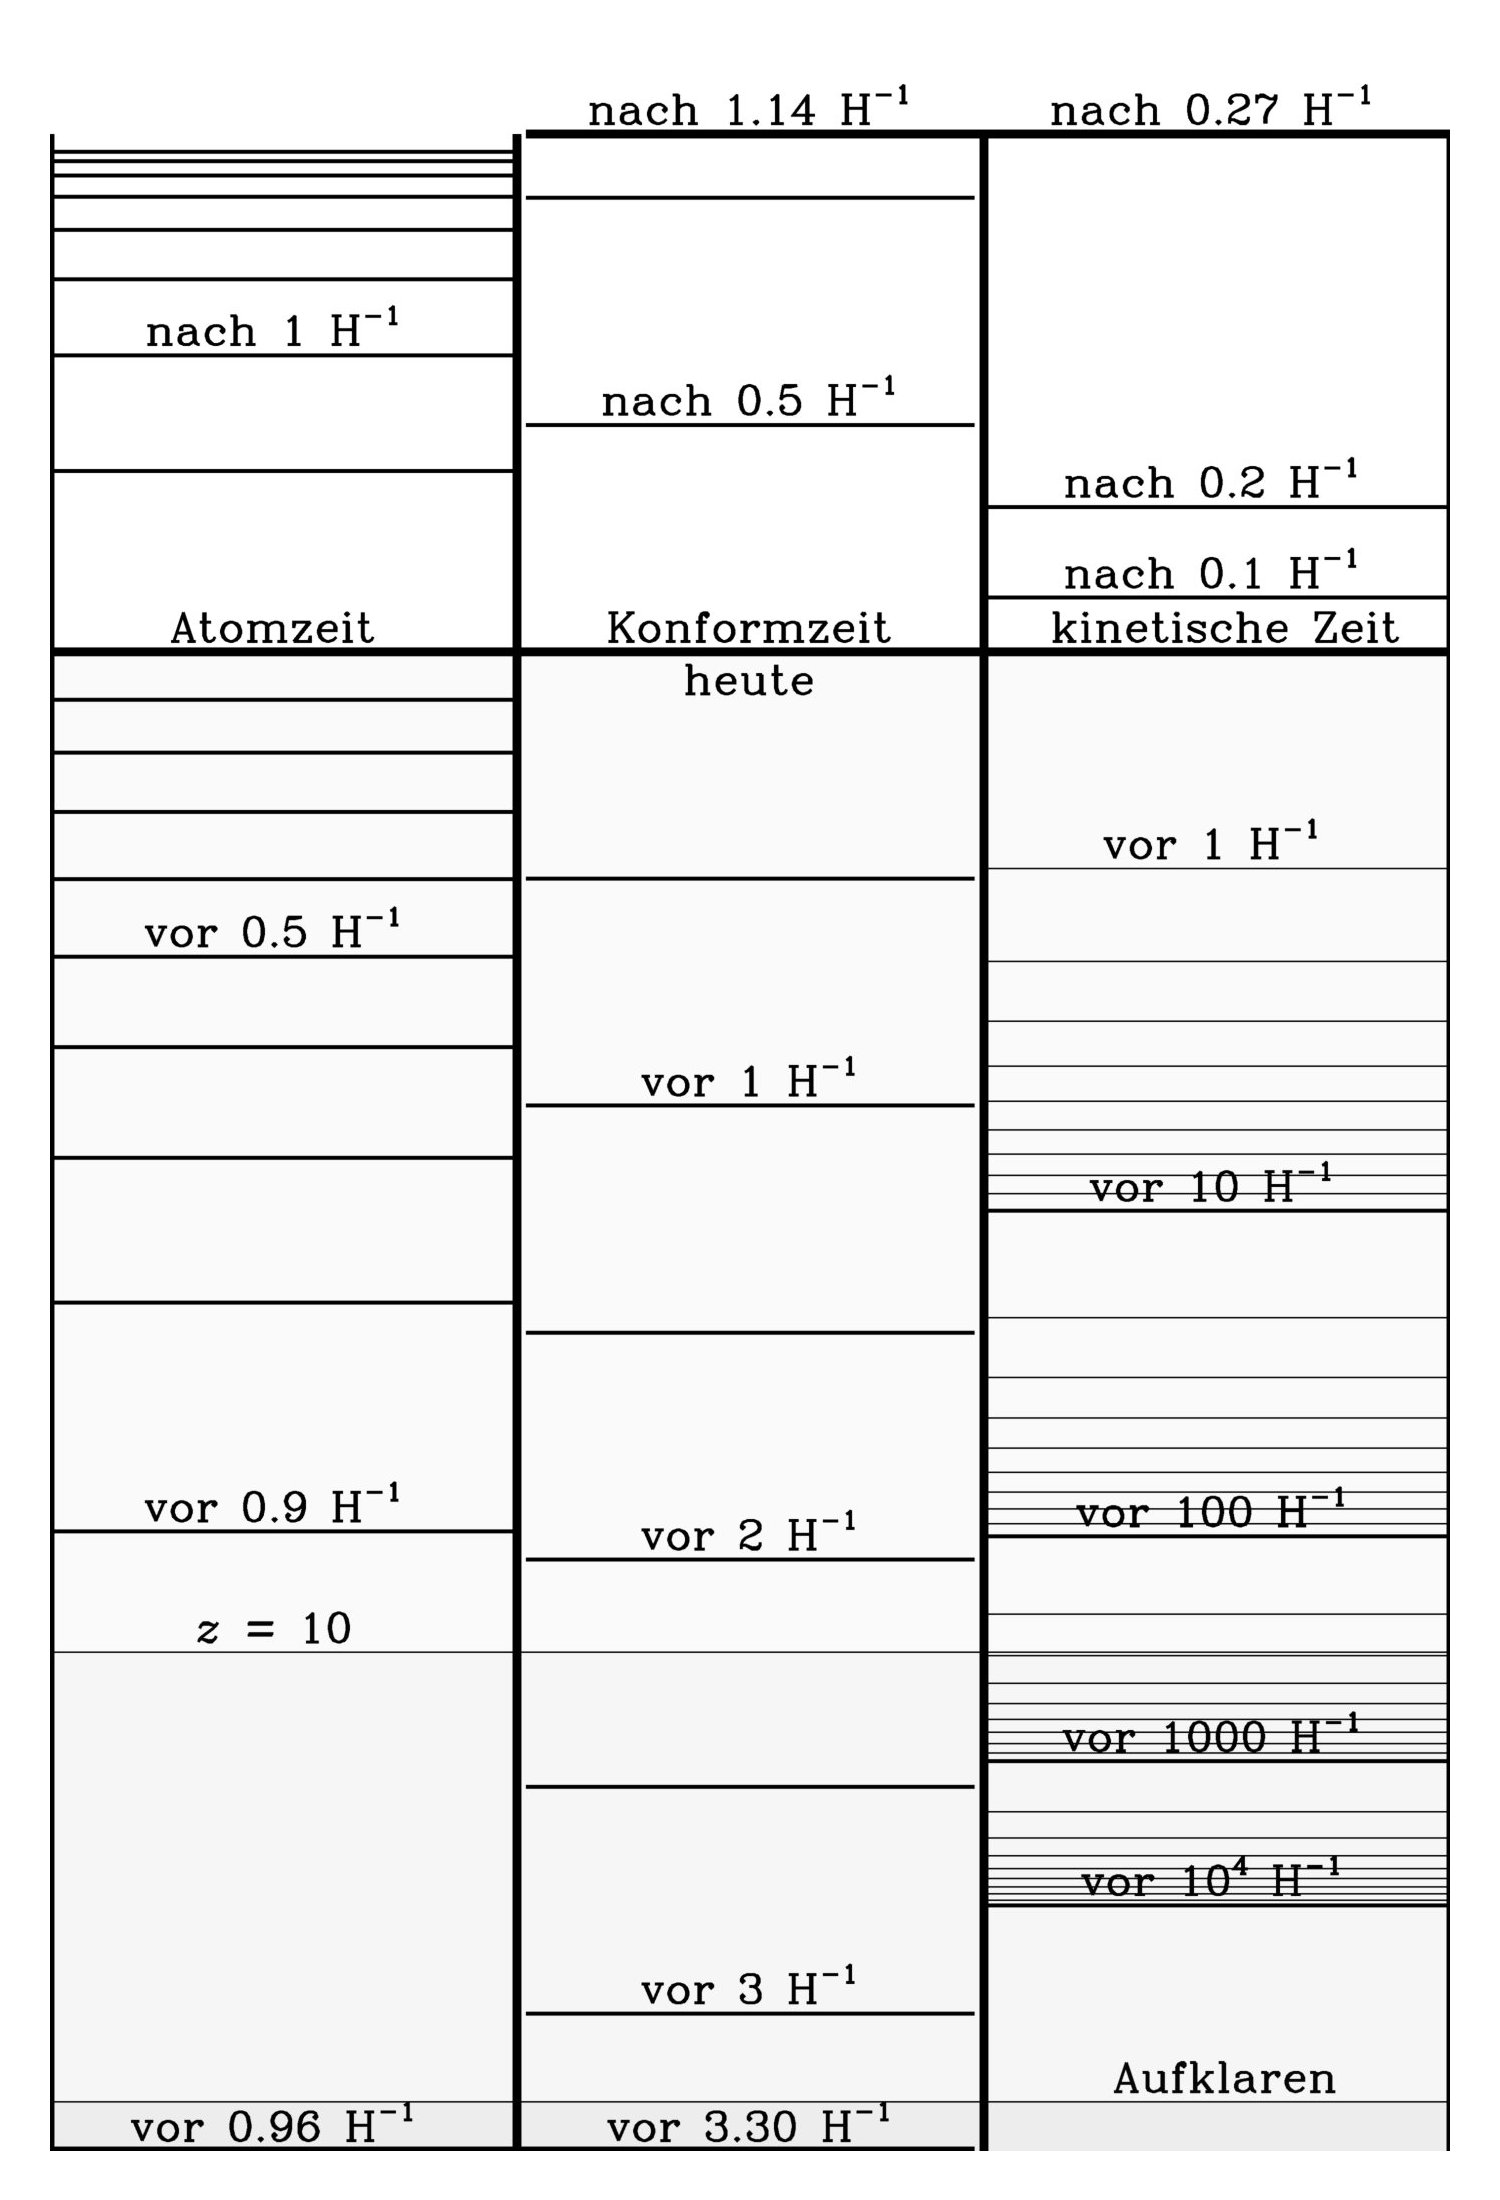 nach 1.14 H⁻¹
nach 0.27 H⁻¹
nach 1 H⁻¹
nach 0.5 H⁻¹
nach 0.2 H⁻¹
nach 0.1 H⁻¹
Atomzeit
Konformzeit
kinetische Zeit
heute
vor 1 H⁻¹
vor 0.5 H⁻¹
vor 1 H⁻¹
vor 10 H⁻¹
vor 0.9 H⁻¹
vor 2 H⁻¹
vor 100 H⁻¹
z = 10
vor 1000 H⁻¹
vor 10⁴ H⁻¹
vor 3 H⁻¹
Aufklaren
vor 0.96 H⁻¹
vor 3.30 H⁻¹